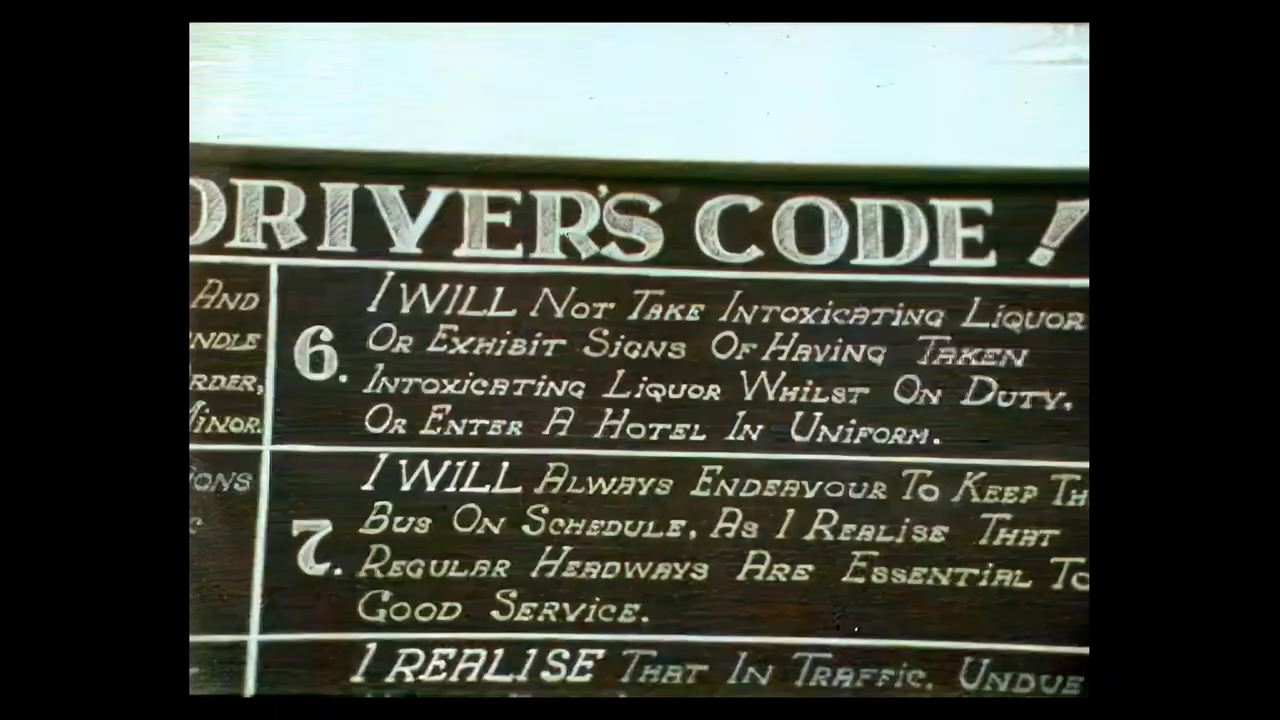 DRIVER'S CODE!
AND
NDLE
RDER,
MINOR.
IONS
6. I WILL NOT TAKE INTOXICATING LIQUOR
OR EXHIBIT SIGNS OF HAVING TAKEN
INTOXICATING LIQUOR WHILST ON DUTY,
OR ENTER A HOTEL IN UNIFORM.
7. I WILL ALWAYS ENDEAVOUR TO KEEP TH
BUS ON SCHEDULE, AS I REALISE THAT
REGULAR HEADWAYS ARE ESSENTIAL TO
GOOD SERVICE.
I REALISE THAT IN TRAFFIC, UNDUE